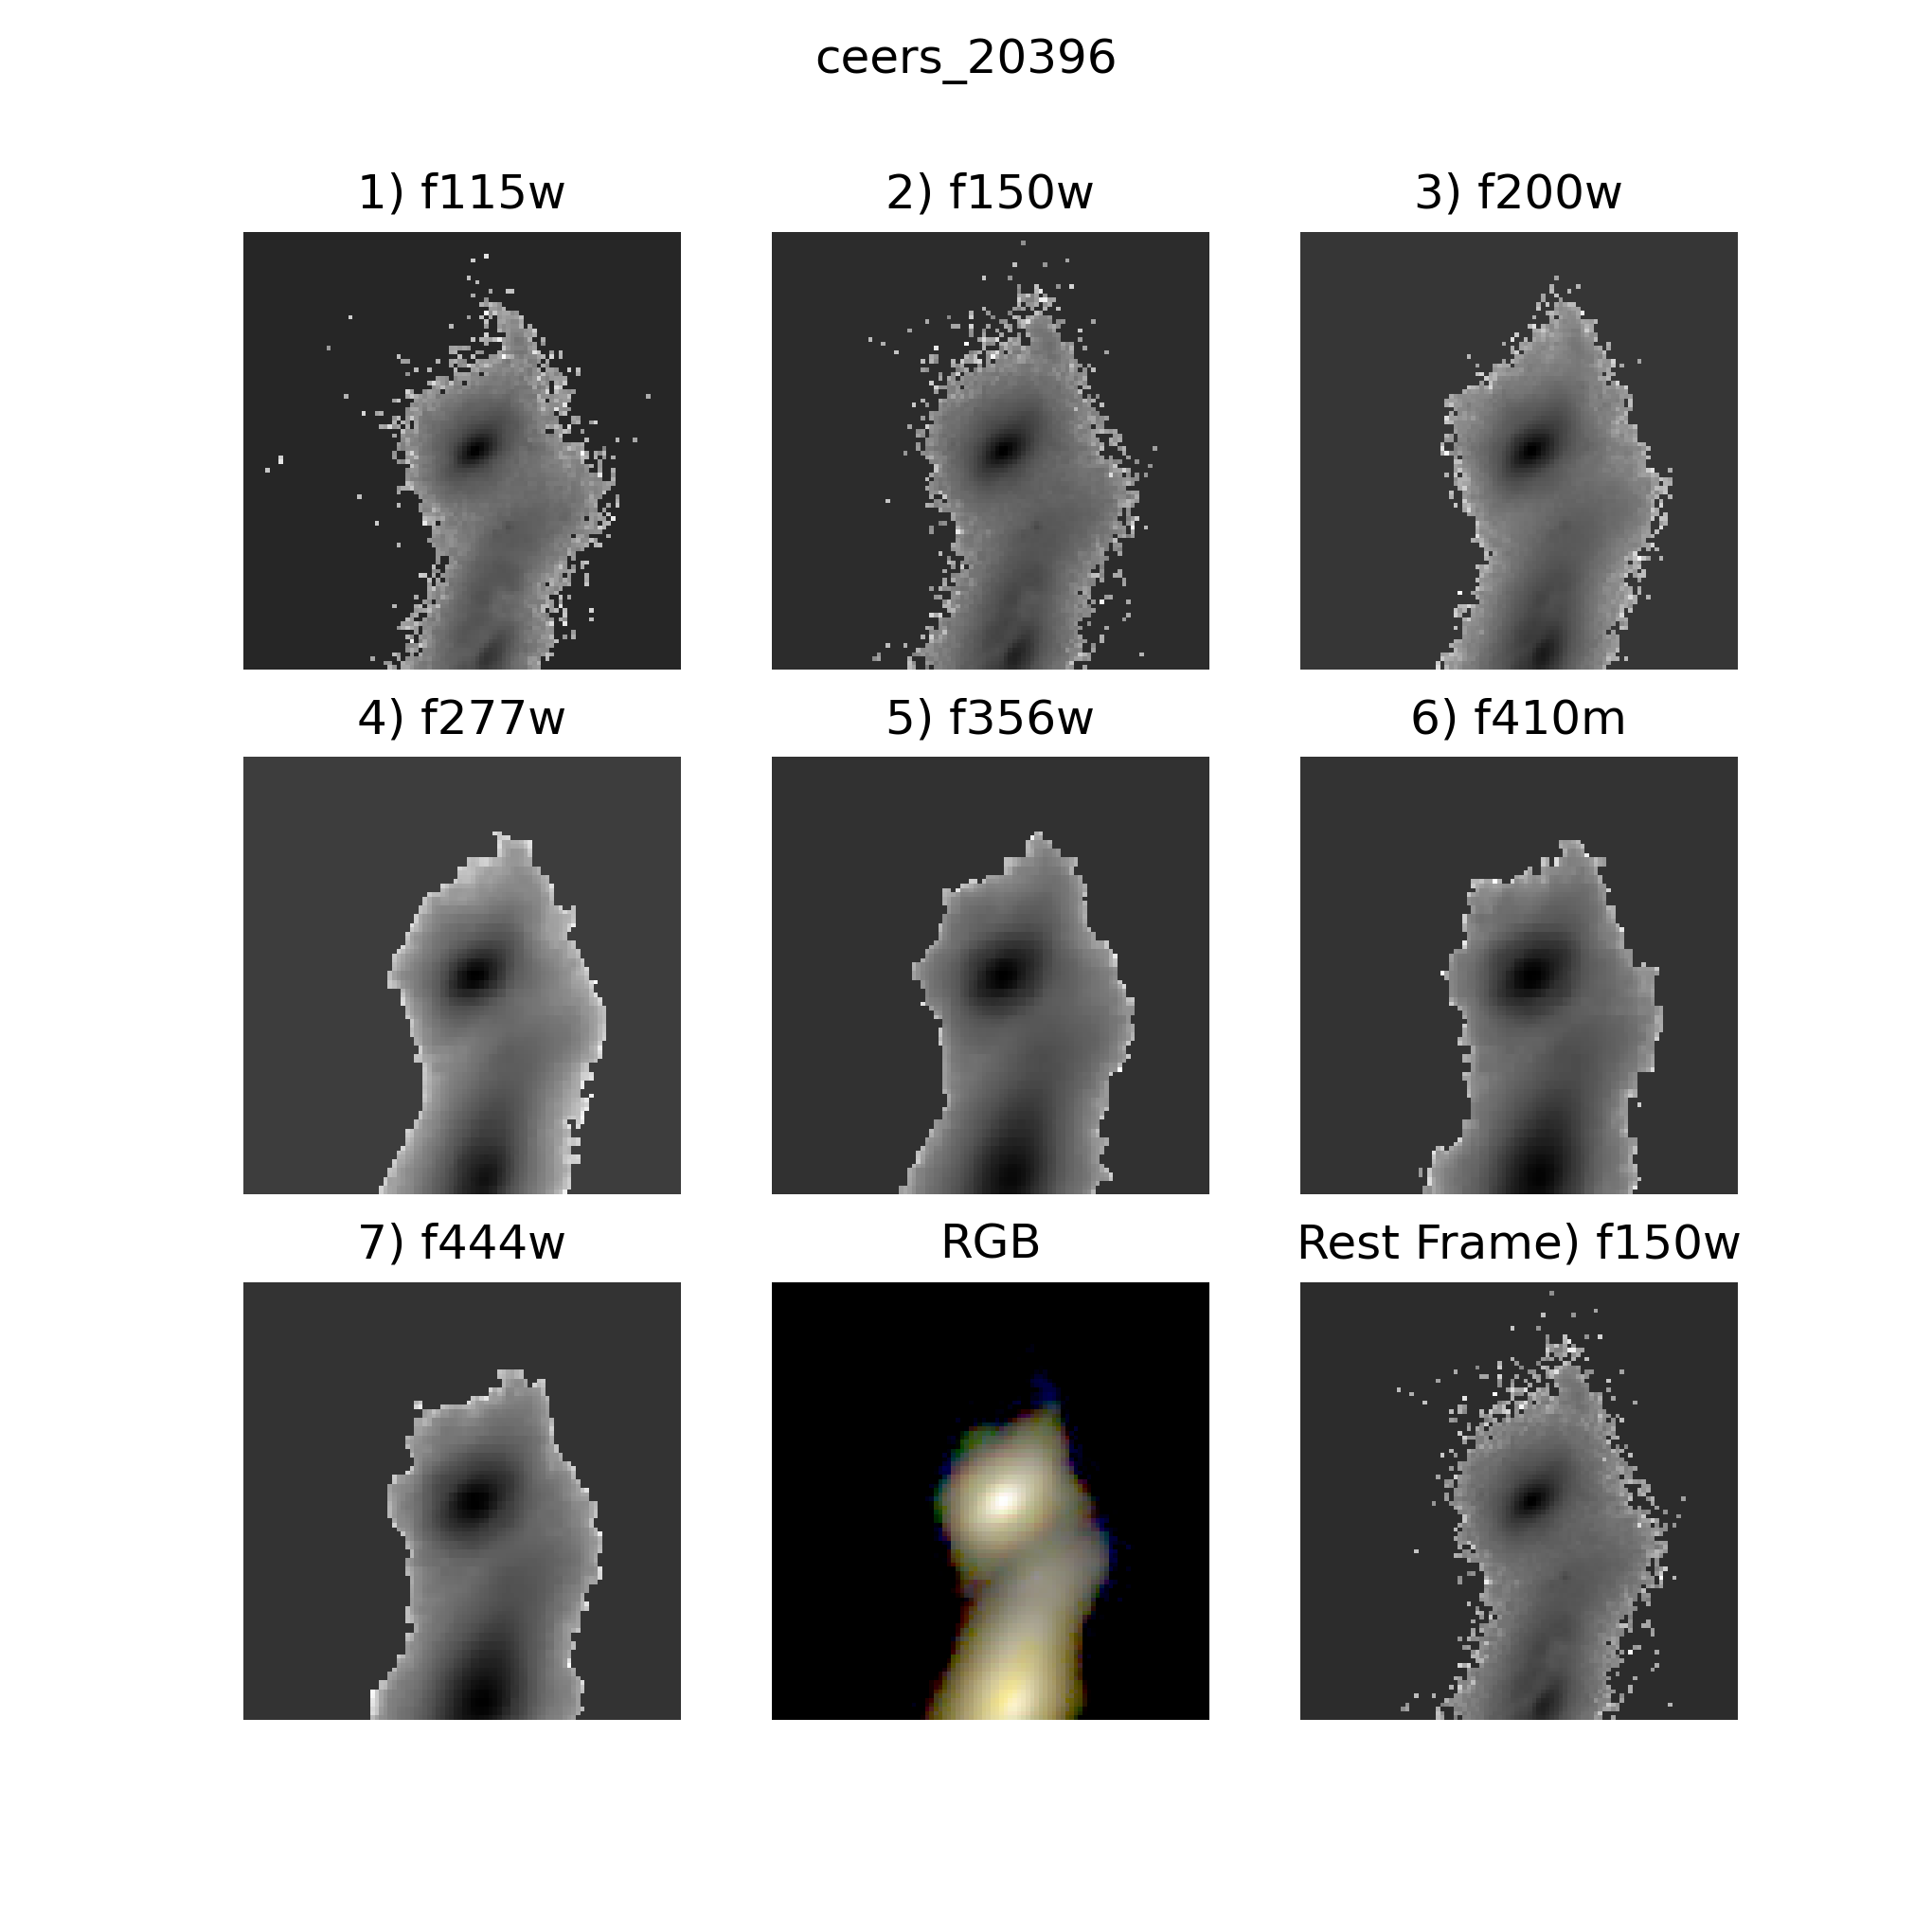 ceers_20396
1) f115w
2) f150w
3) f200w
4) f277w
5) f356w
6) f410m
7) f444w
RGB
Rest Frame) f150w